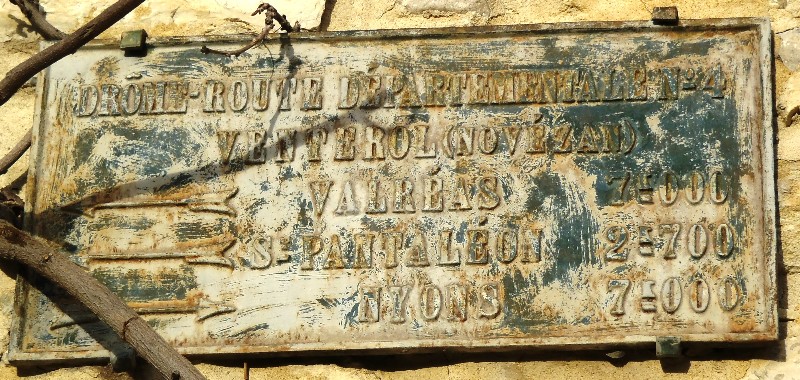 DRÔME-ROUTE DÉPARTEMENTALE No 4
VENTEROL (NOVÉZAN)
VALRÉAS 7K000
St-PANTALÉON 2K700
NYONS 7K000